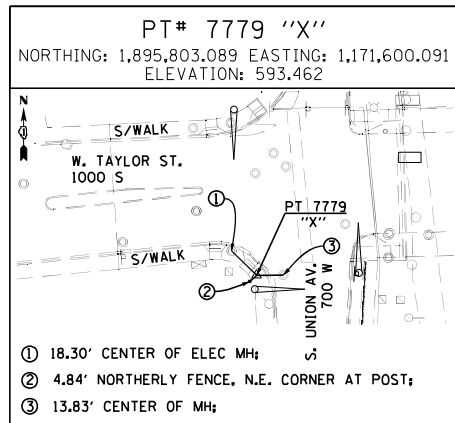 PT# 7779 "X"
NORTHING: 1,895,803.089 EASTING: 1,171,600.091
ELEVATION: 593.462
N
S/WALK
W. TAYLOR ST.
1000 S
1
PT 7779
"X"
3
S/WALK
2
S. UNION AV.
700 W
1 18.30' CENTER OF ELEC MH;
2 4.84' NORTHERLY FENCE, N.E. CORNER AT POST;
3 13.83' CENTER OF MH;